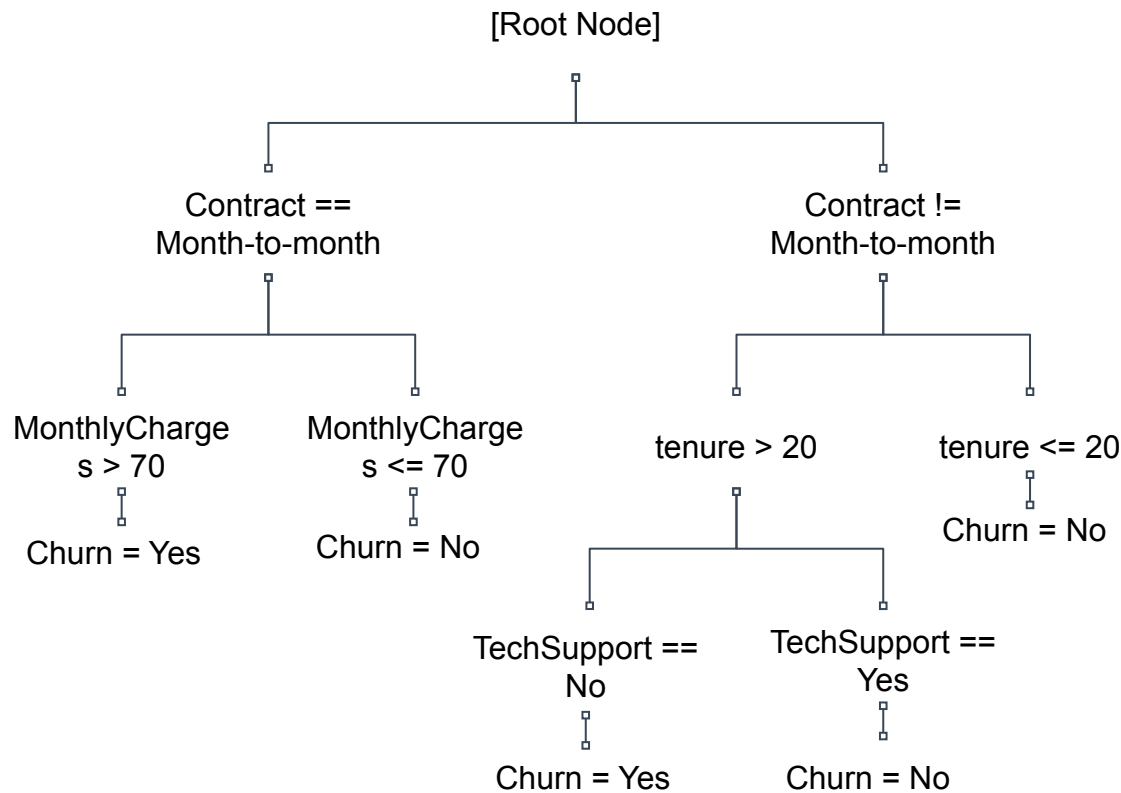 [Root Node]
Contract ==
Month-to-month
Contract !=
Month-to-month
MonthlyCharge
s > 70
MonthlyCharge
s <= 70
tenure > 20
tenure <= 20
Churn = Yes
Churn = No
Churn = No
TechSupport ==
No
TechSupport ==
Yes
Churn = Yes
Churn = No